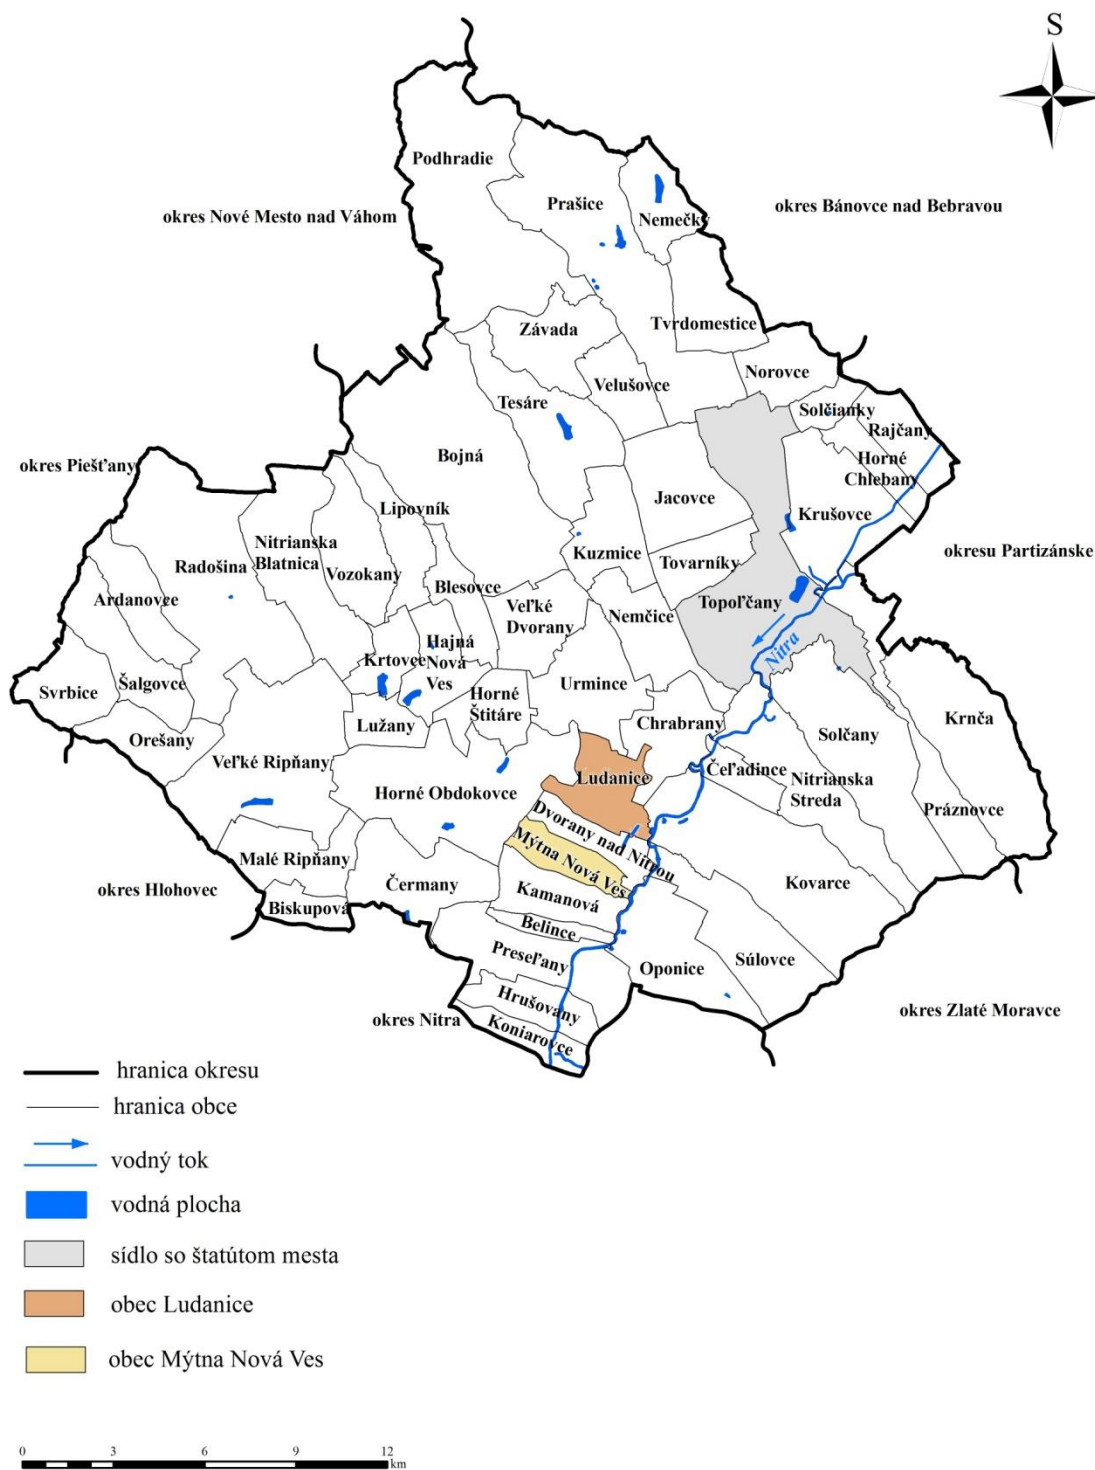 S
Podhradie
okres Nové Mesto nad Váhom
Prašice
Nemečky
okres Bánovce nad Bebravou
Závada
Tvrdomestice
Velušovce
Norovce
Tesáre
Solčianky
Rajčany
Bojná
Horné
Chlebany
okres Piešťany
Jacovce
Lipovník
Krušovce
Nitrianska
Blatnica
Radošina
Vozokany
Kuzmice
Tovarníky
okresu Partizánske
Blesovce
Ardanovce
Veľké
Dvorany
Nemčice
Topoľčany
Nitra
Hajná
Nová
Ves
Krtovce
Šalgovce
Svrbice
Urmince
Horné
Štitáre
Krnča
Lužany
Chrabrany
Orešany
Solčany
Veľké Ripňany
Čeľadince
Ludanice
Nitrianska
Streda
Horné Obdokovce
Práznovce
Dvorany nad Nitrou
Mýtna Nová Ves
Malé Ripňany
Čermany
Kovarce
okres Hlohovec
Kamanová
Biskupová
Belince
Preseľany
Súlovce
Oponice
Hrušovany
okres Nitra
okres Zlaté Moravce
Koniarovce
hranica okresu
hranica obce
vodný tok
vodná plocha
sídlo so štatútom mesta
obec Ludanice
obec Mýtna Nová Ves
0 3 6 9 12
km